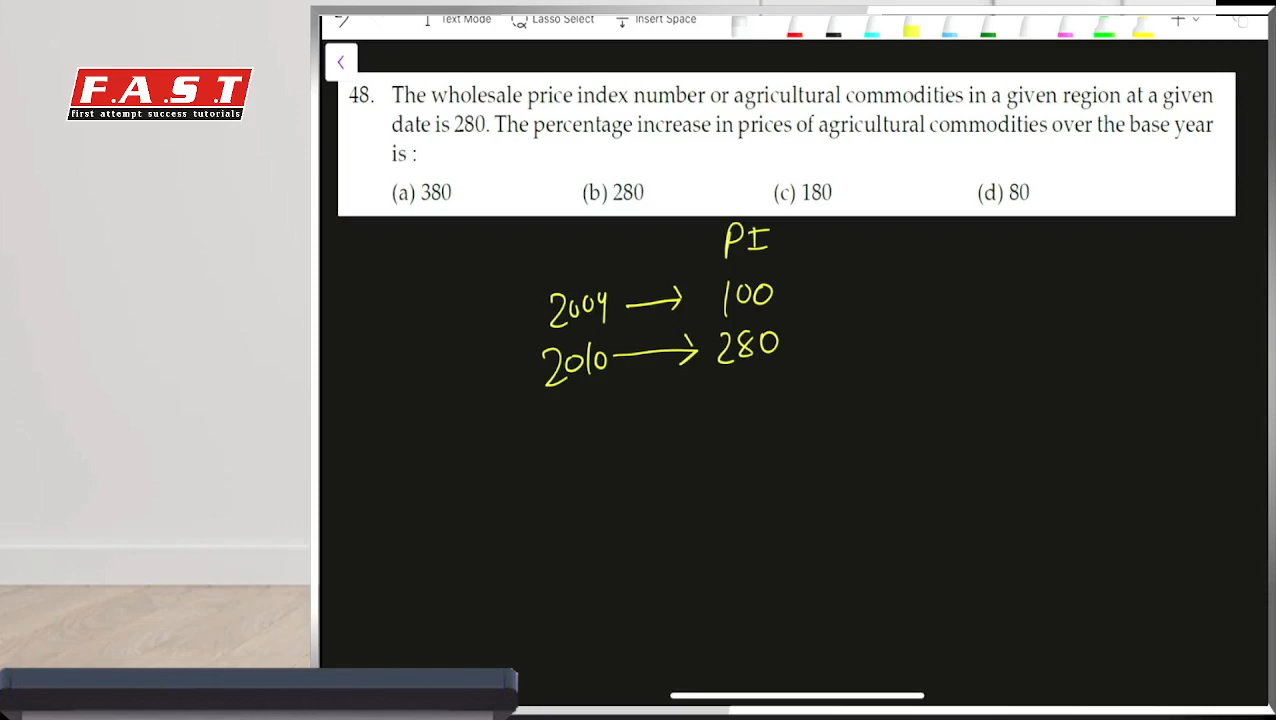 Text Mode
Lasso Select
Insert Space
F.A.S.T
first attempt success tutorials
48. The wholesale price index number or agricultural commodities in a given region at a given
date is 280. The percentage increase in prices of agricultural commodities over the base year
is :
(a) 380 (b) 280 (c) 180 (d) 80
PI
2009 → 100
2010 → 280